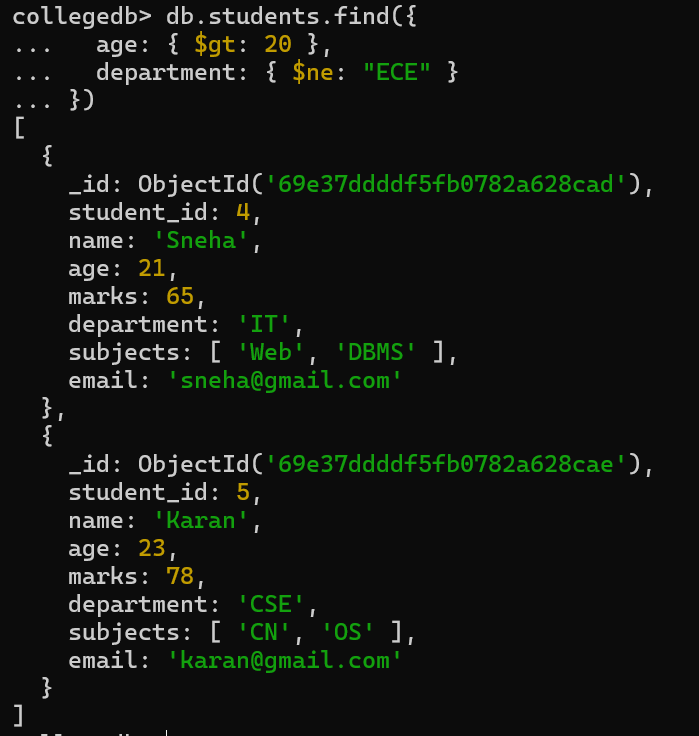 collegedb> db.students.find({
...   age: { $gt: 20 },
...   department: { $ne: "ECE" }
... })
[
  {
    _id: ObjectId('69e37ddddf5fb0782a628cad'),
    student_id: 4,
    name: 'Sneha',
    age: 21,
    marks: 65,
    department: 'IT',
    subjects: [ 'Web', 'DBMS' ],
    email: 'sneha@gmail.com'
  },
  {
    _id: ObjectId('69e37ddddf5fb0782a628cae'),
    student_id: 5,
    name: 'Karan',
    age: 23,
    marks: 78,
    department: 'CSE',
    subjects: [ 'CN', 'OS' ],
    email: 'karan@gmail.com'
  }
]